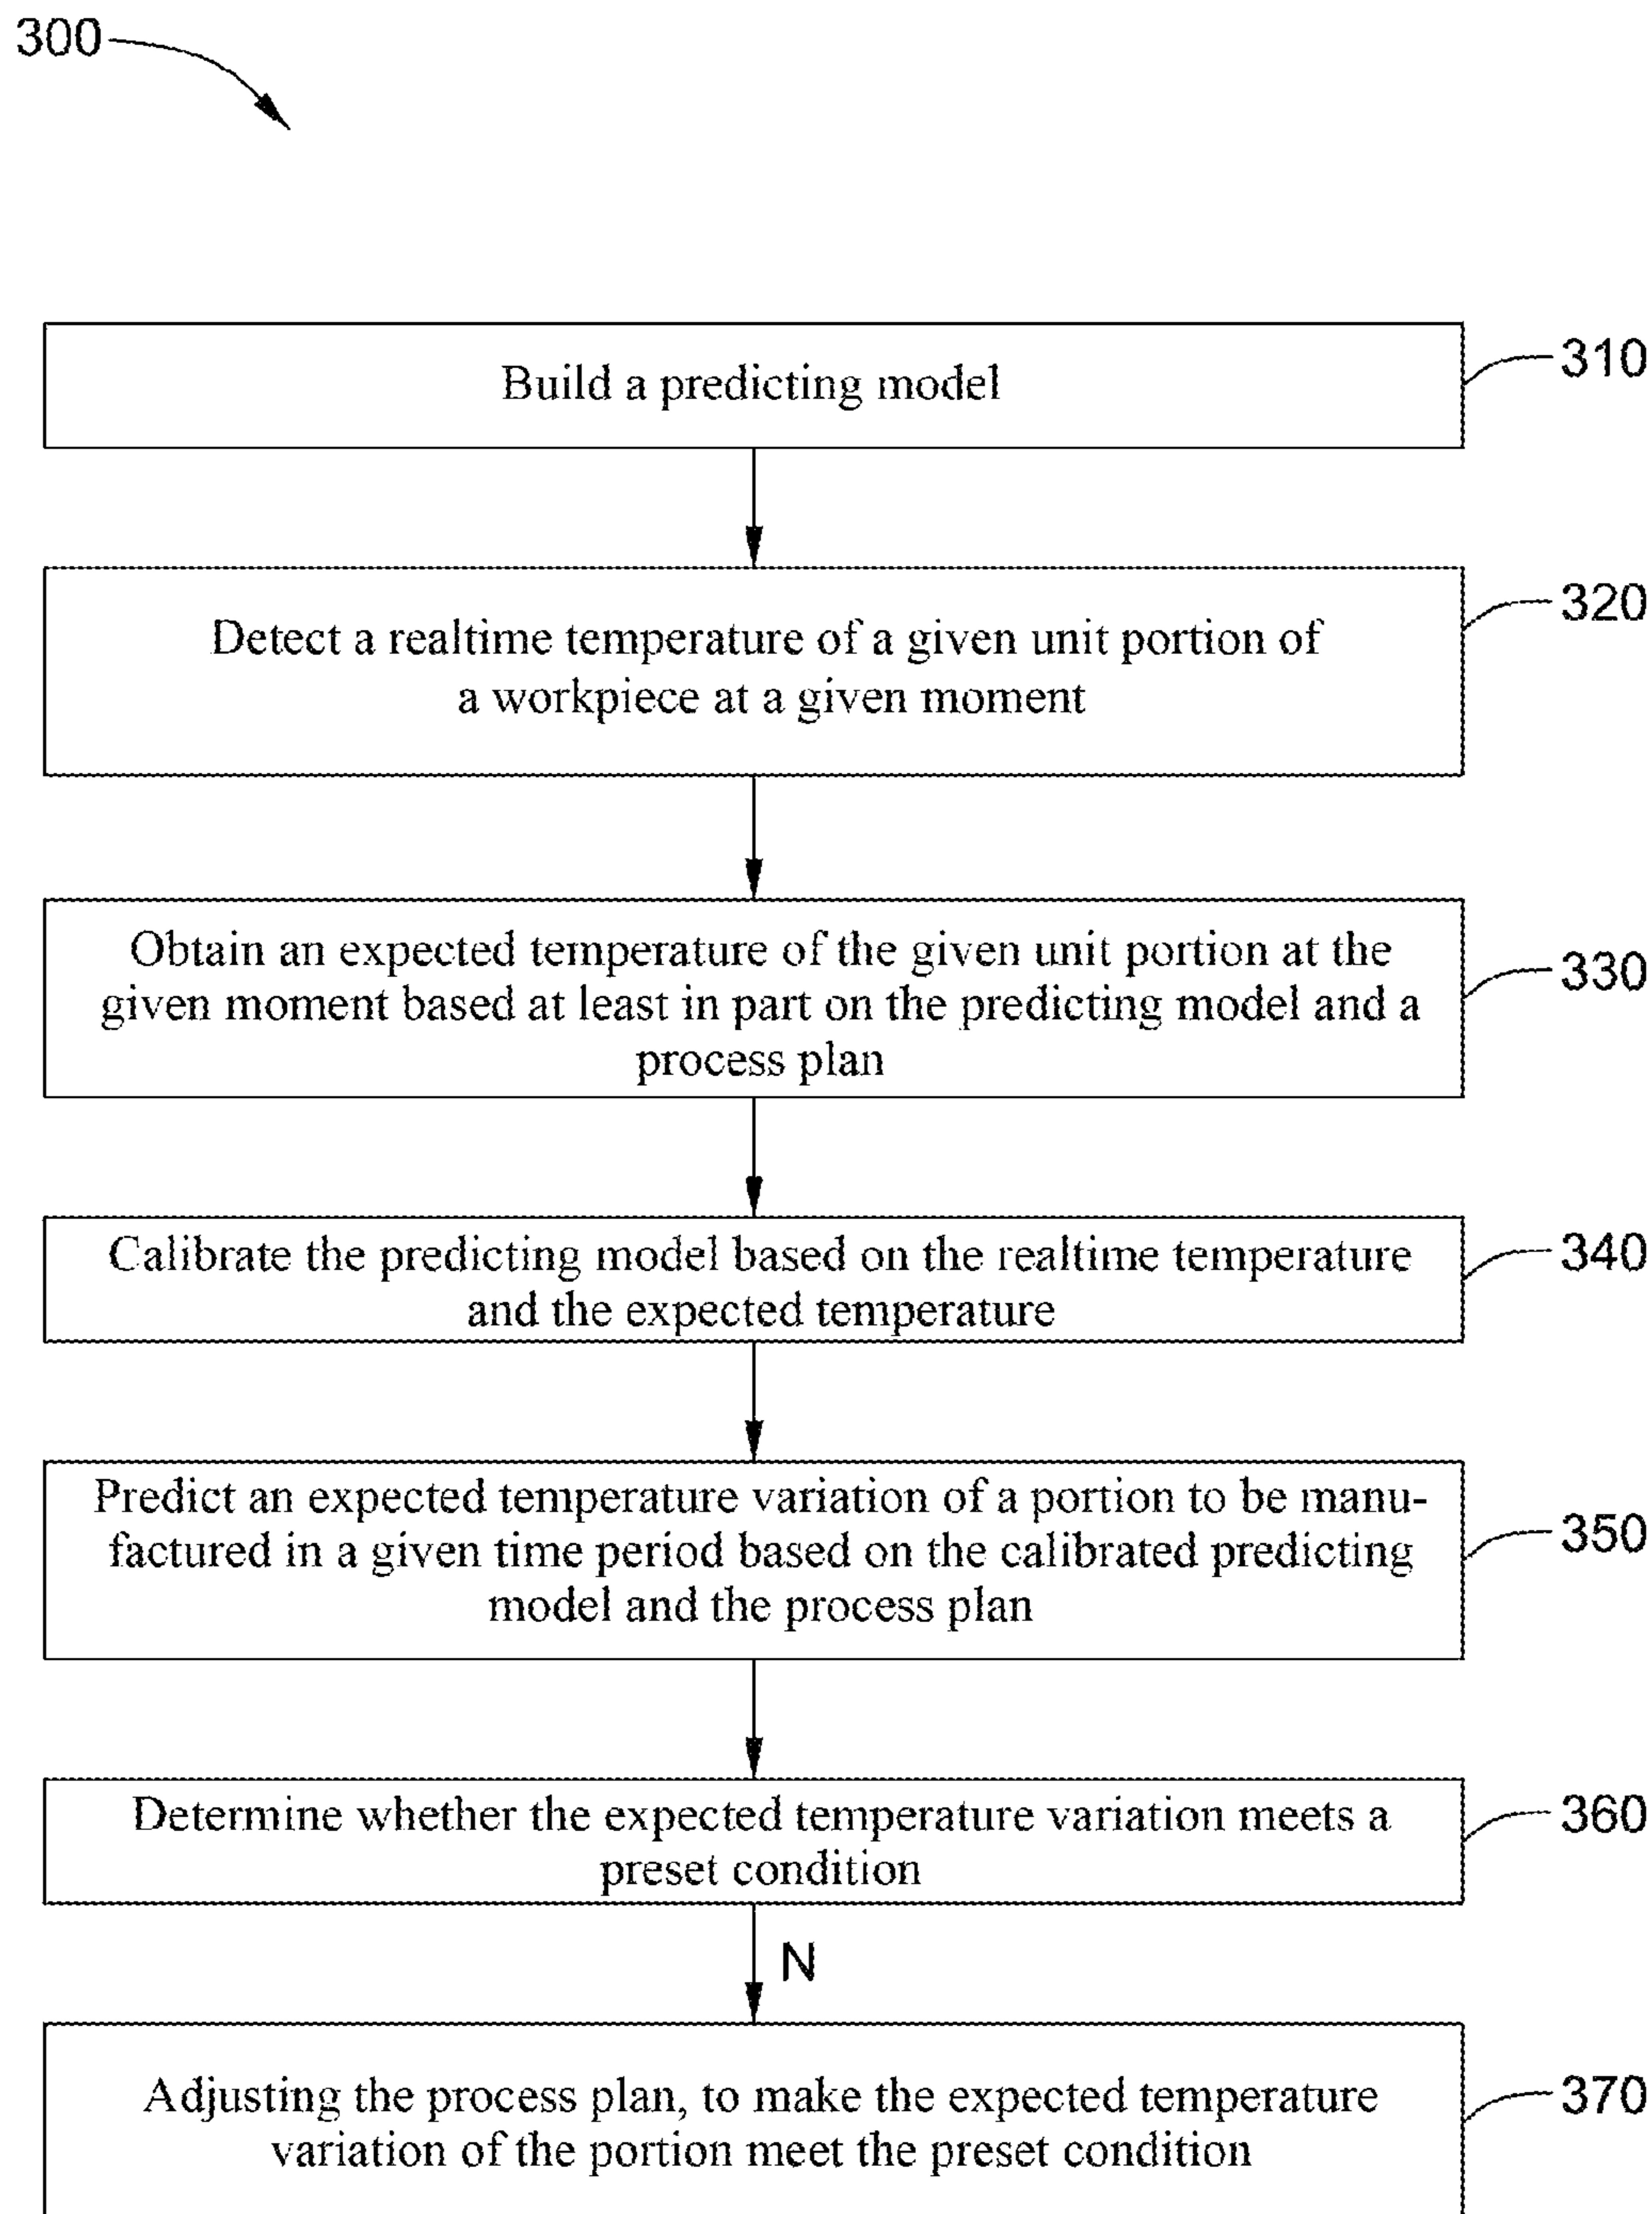 300
Build a predicting model
310
Detect a realtime temperature of a given unit portion of
a workpiece at a given moment
320
Obtain an expected temperature of the given unit portion at the
given moment based at least in part on the predicting model and a
process plan
330
Calibrate the predicting model based on the realtime temperature
and the expected temperature
340
Predict an expected temperature variation of a portion to be manu-
factured in a given time period based on the calibrated predicting
model and the process plan
350
Determine whether the expected temperature variation meets a
preset condition
360
N
Adjusting the process plan, to make the expected temperature
variation of the portion meet the preset condition
370